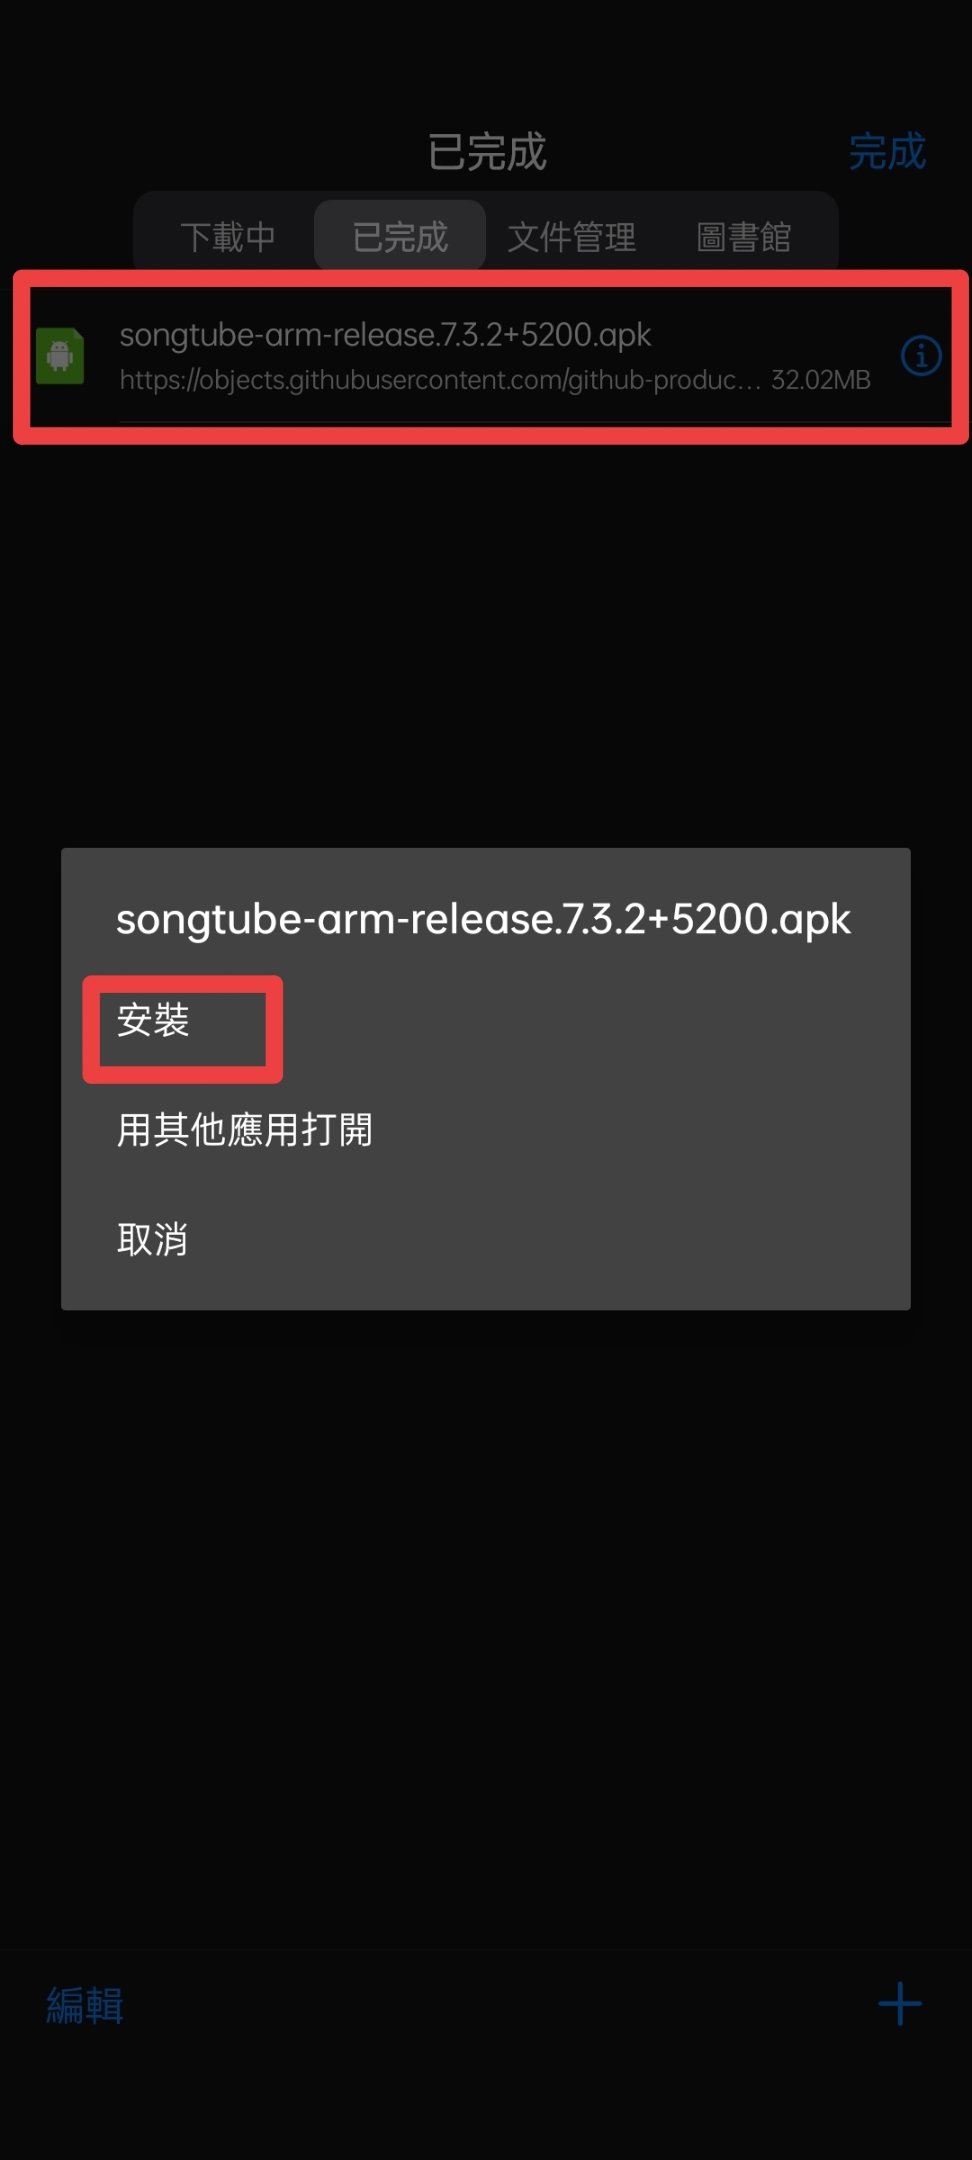 已完成
完成
下載中 已完成 文件管理 圖書館
songtube-arm-release.7.3.2+5200.apk
https://objects.githubusercontent.com/github-produc... 32.02MB
songtube-arm-release.7.3.2+5200.apk
安裝
用其他應用打開
取消
編輯